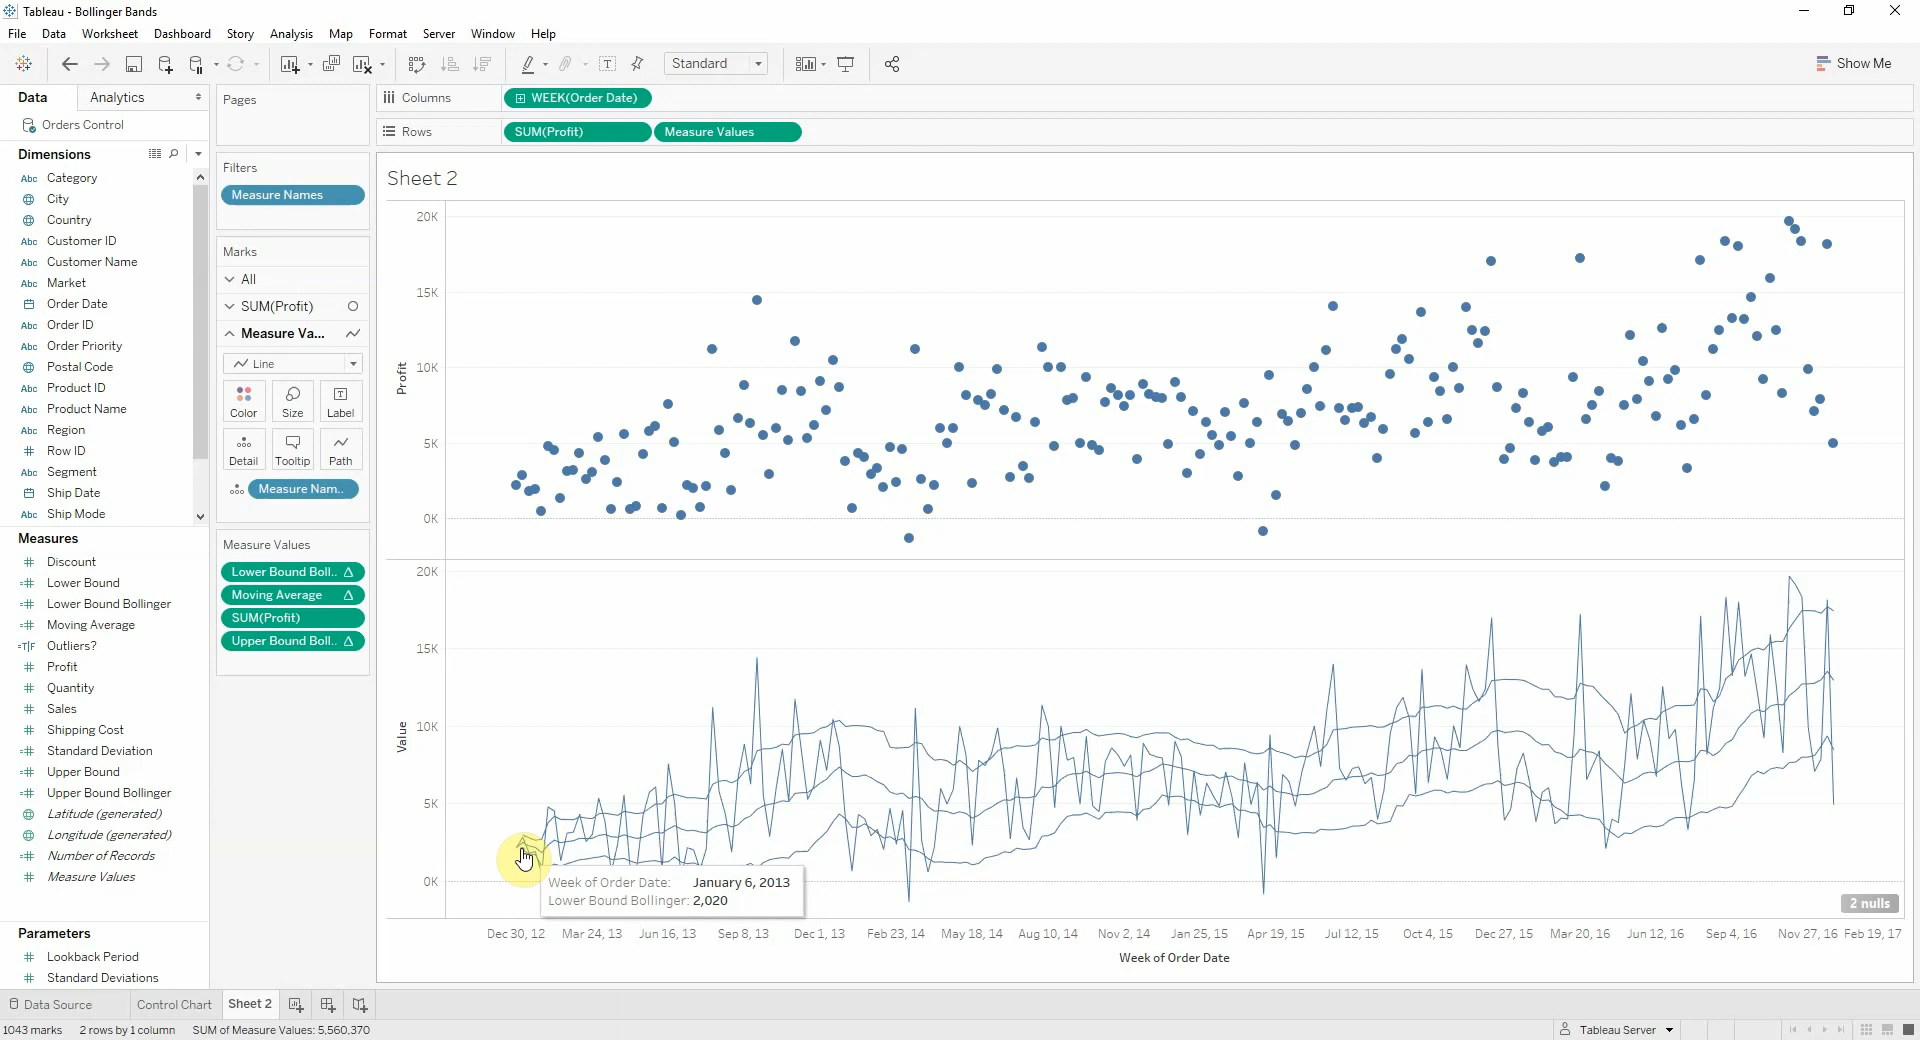 Tableau - Bollinger Bands
File Data Worksheet Dashboard Story Analysis Map Format Server Window Help
Standard
Show Me
Data Analytics
Orders Control
Dimensions
Category
City
Country
Customer ID
Customer Name
Market
Order Date
Order ID
Order Priority
Postal Code
Product ID
Product Name
Region
Row ID
Segment
Ship Date
Ship Mode
Measures
Discount
Lower Bound
Lower Bound Bollinger
Moving Average
Outliers?
Profit
Quantity
Sales
Shipping Cost
Standard Deviation
Upper Bound
Upper Bound Bollinger
Latitude (generated)
Longitude (generated)
Number of Records
Measure Values
Parameters
Lookback Period
Standard Deviations
Pages
Filters
Measure Names
Marks
All
SUM(Profit)
Measure Va...
Line
Color Size Label
Detail Tooltip Path
Measure Nam..
Measure Values
Lower Bound Boll..
Moving Average
SUM(Profit)
Upper Bound Boll..
Columns WEEK(Order Date)
Rows SUM(Profit) Measure Values
Sheet 2
20K
15K
10K
5K
0K
Profit
20K
15K
10K
5K
0K
Value
Week of Order Date: January 6, 2013
Lower Bound Bollinger: 2,020
2 nulls
Dec 30, 12 Mar 24, 13 Jun 16, 13 Sep 8, 13 Dec 1, 13 Feb 23, 14 May 18, 14 Aug 10, 14 Nov 2, 14 Jan 25, 15 Apr 19, 15 Jul 12, 15 Oct 4, 15 Dec 27, 15 Mar 20, 16 Jun 12, 16 Sep 4, 16 Nov 27, 16 Feb 19, 17
Week of Order Date
Data Source Control Chart Sheet 2
1043 marks 2 rows by 1 column SUM of Measure Values: 5,560,370
Tableau Server